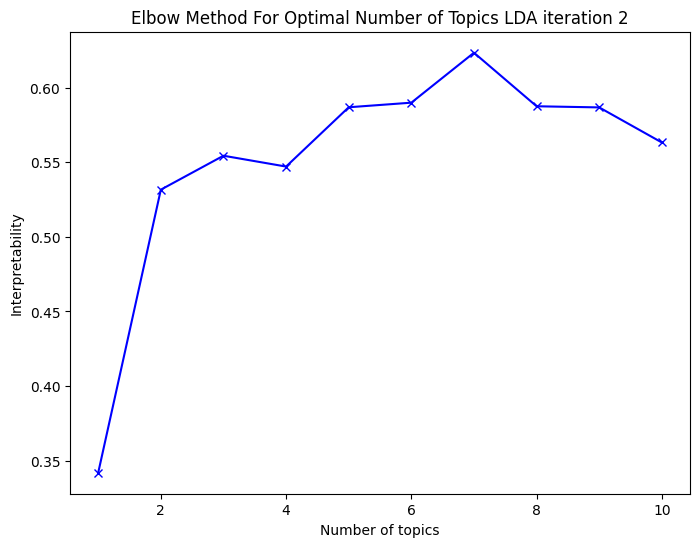 Elbow Method For Optimal Number of Topics LDA iteration 2
0.60
0.55
0.50
0.45
0.40
0.35
Interpretability
2 4 6 8 10
Number of topics